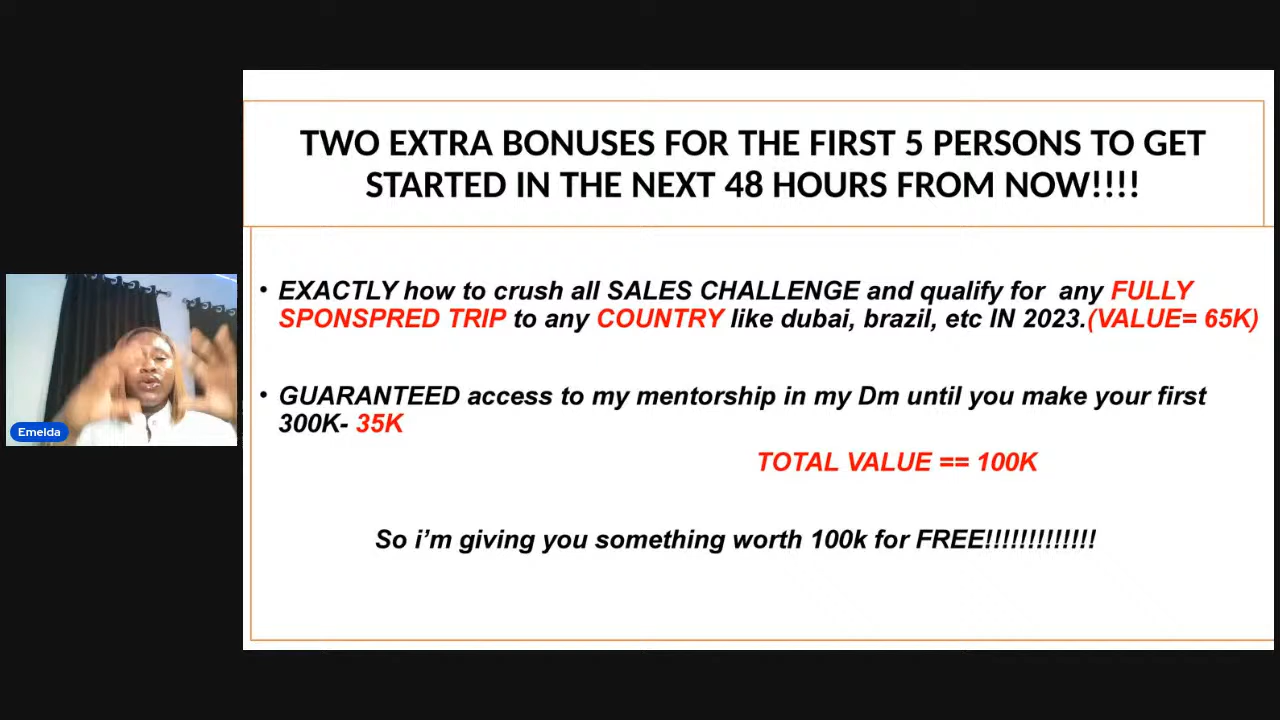 TWO EXTRA BONUSES FOR THE FIRST 5 PERSONS TO GET
STARTED IN THE NEXT 48 HOURS FROM NOW!!!!
• EXACTLY how to crush all SALES CHALLENGE and qualify for any FULLY
SPONSPRED TRIP to any COUNTRY like dubai, brazil, etc IN 2023.(VALUE= 65K)
• GUARANTEED access to my mentorship in my Dm until you make your first
300K- 35K
TOTAL VALUE == 100K
So i’m giving you something worth 100k for FREE!!!!!!!!!!!!!
Emelda